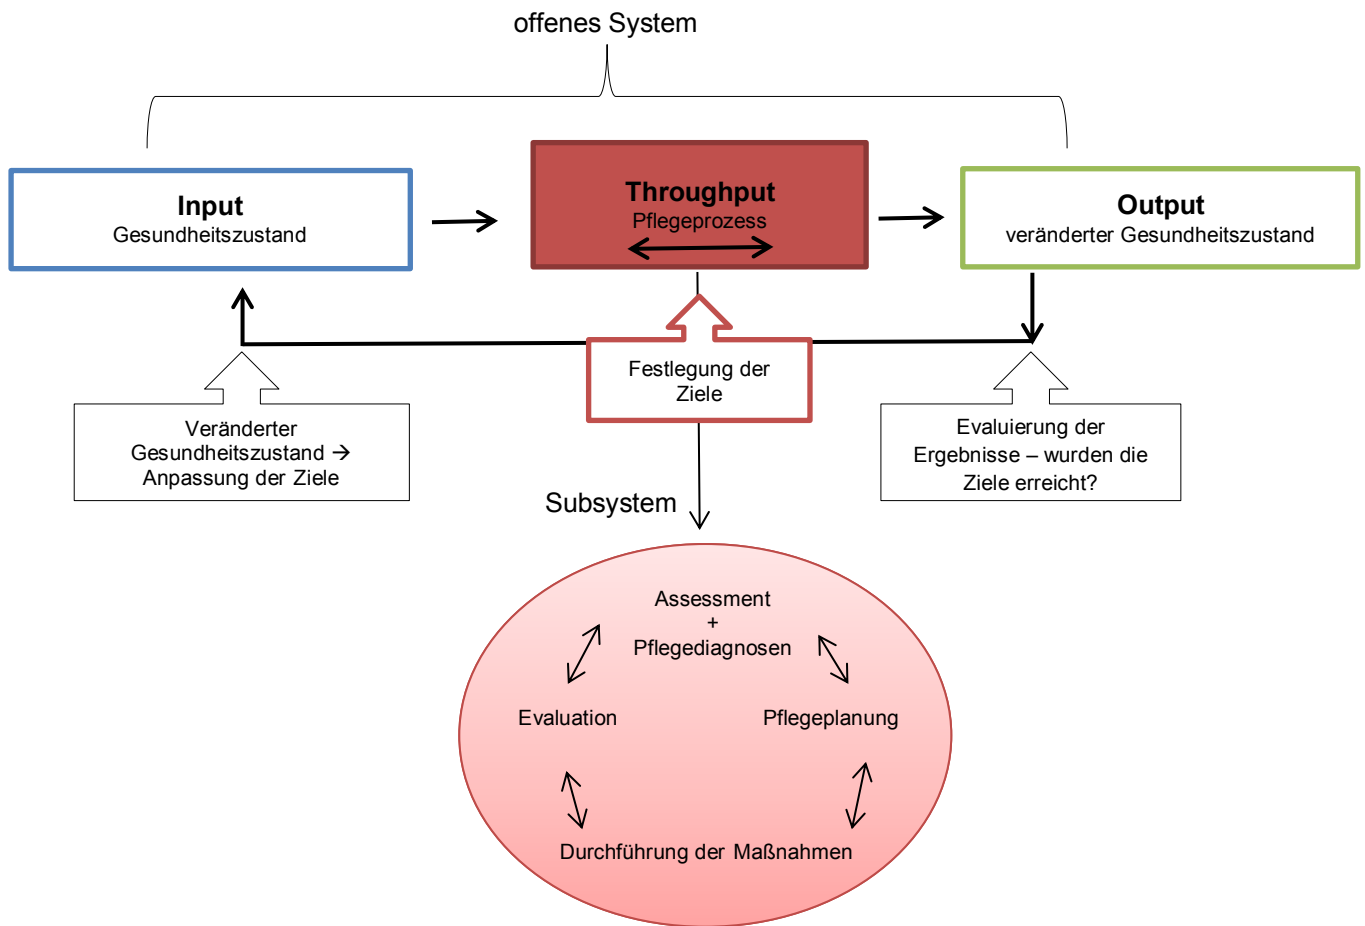 offenes System
Input
Gesundheitszustand
Throughput
Pflegeprozess
Output
veränderter Gesundheitszustand
Festlegung der
Ziele
Veränderter
Gesundheitszustand →
Anpassung der Ziele
Evaluierung der
Ergebnisse – wurden die
Ziele erreicht?
Subsystem
Assessment
+
Pflegediagnosen
Evaluation
Pflegeplanung
Durchführung der Maßnahmen